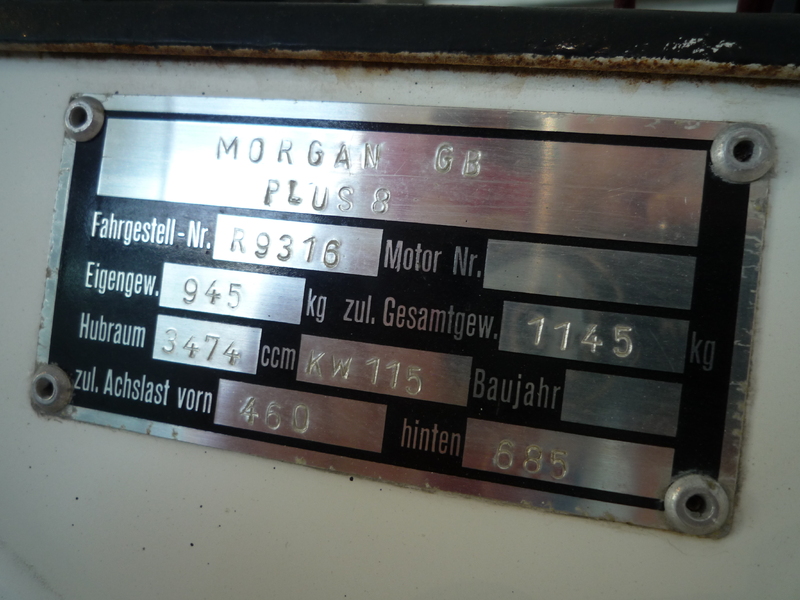 MORGAN GB
PLUS 8
Fahrgestell-Nr. R9316 Motor Nr.
Eigengew. 945 kg zul. Gesamtgew. 1145 kg
Hubraum 3474 ccm KW 115 Baujahr
zul. Achslast vorn 460 hinten 685